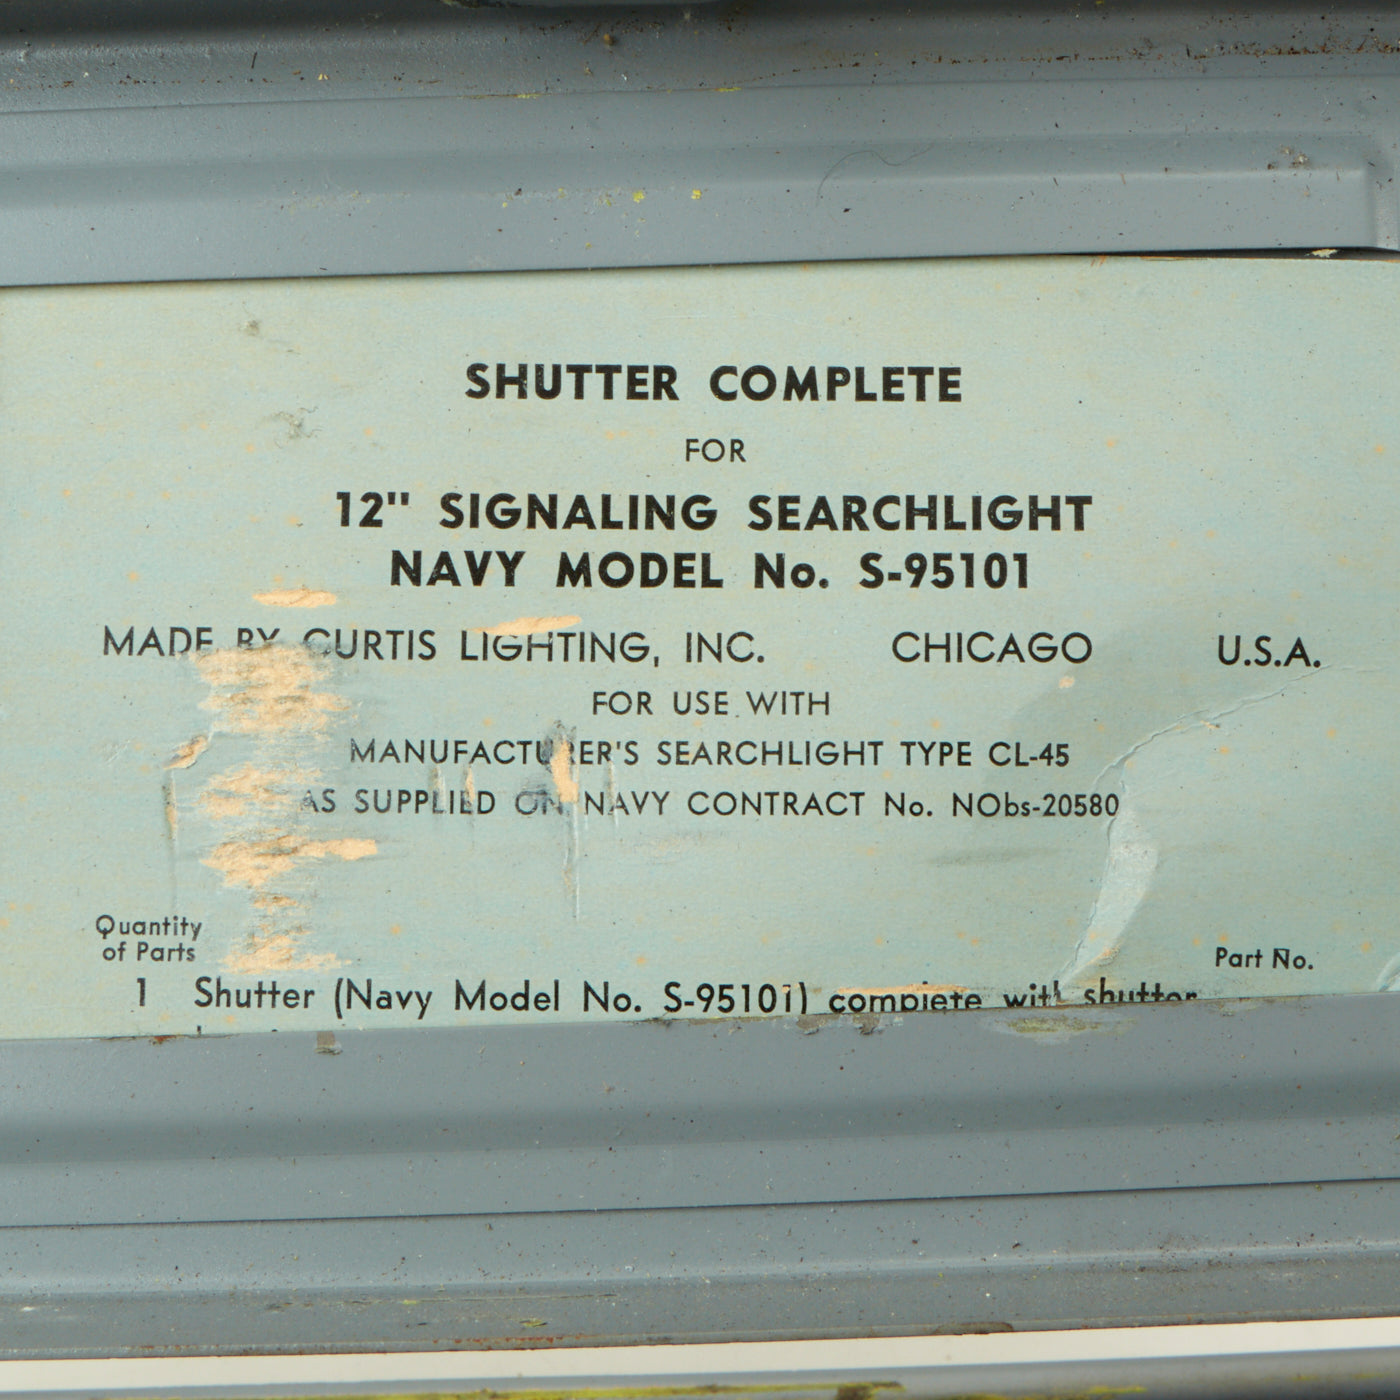 SHUTTER COMPLETE
FOR
12" SIGNALING SEARCHLIGHT
NAVY MODEL No. S-95101
MADE BY CURTIS LIGHTING, INC. CHICAGO U.S.A.
FOR USE WITH
MANUFACTURER'S SEARCHLIGHT TYPE CL-45
AS SUPPLIED ON NAVY CONTRACT No. NObs-20580
Quantity
of Parts
Part No.
1 Shutter (Navy Model No. S-95101) complete with shutter